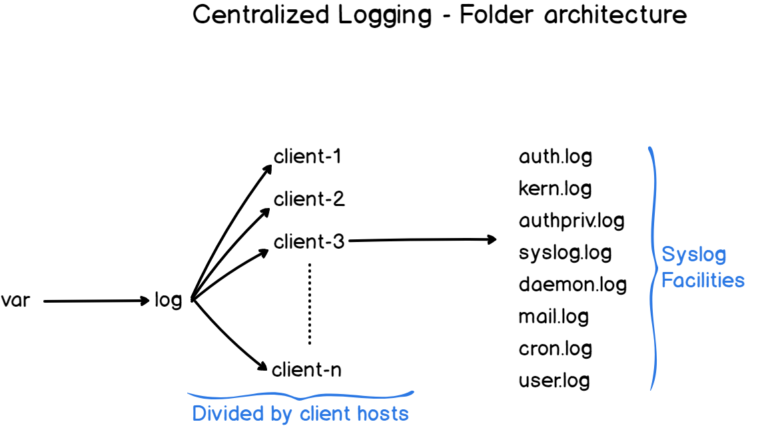 Centralized Logging - Folder architecture
client-1
client-2
client-3
var
log
client-n
Divided by client hosts
auth.log
kern.log
authpriv.log
syslog.log
daemon.log
mail.log
cron.log
user.log
Syslog
Facilities